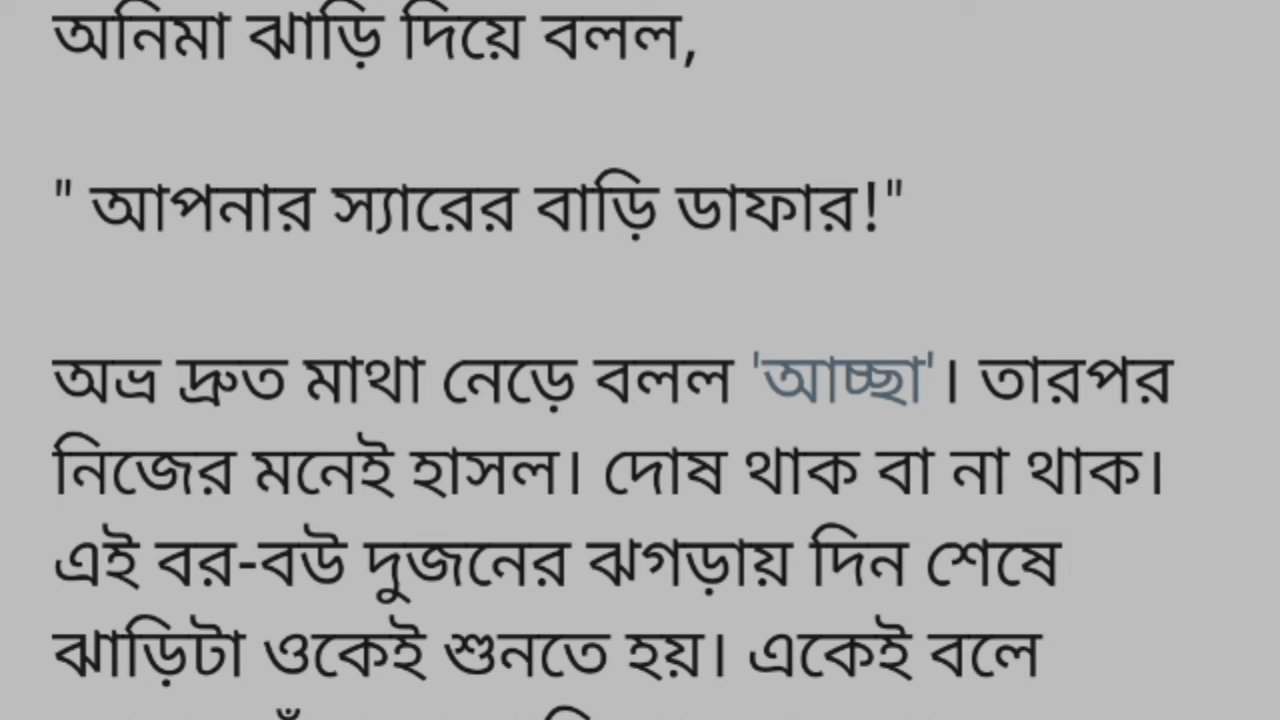 অনিমা ঝাড়ি দিয়ে বলল,
" আপনার স্যারের বাড়ি ডাফার!"
অভ্র দ্রুত মাথা নেড়ে বলল 'আচ্ছা'। তারপর
নিজের মনেই হাসল। দোষ থাক বা না থাক।
এই বর-বউ দুজনের ঝগড়ায় দিন শেষে
ঝাড়িটা ওকেই শুনতে হয়। একেই বলে